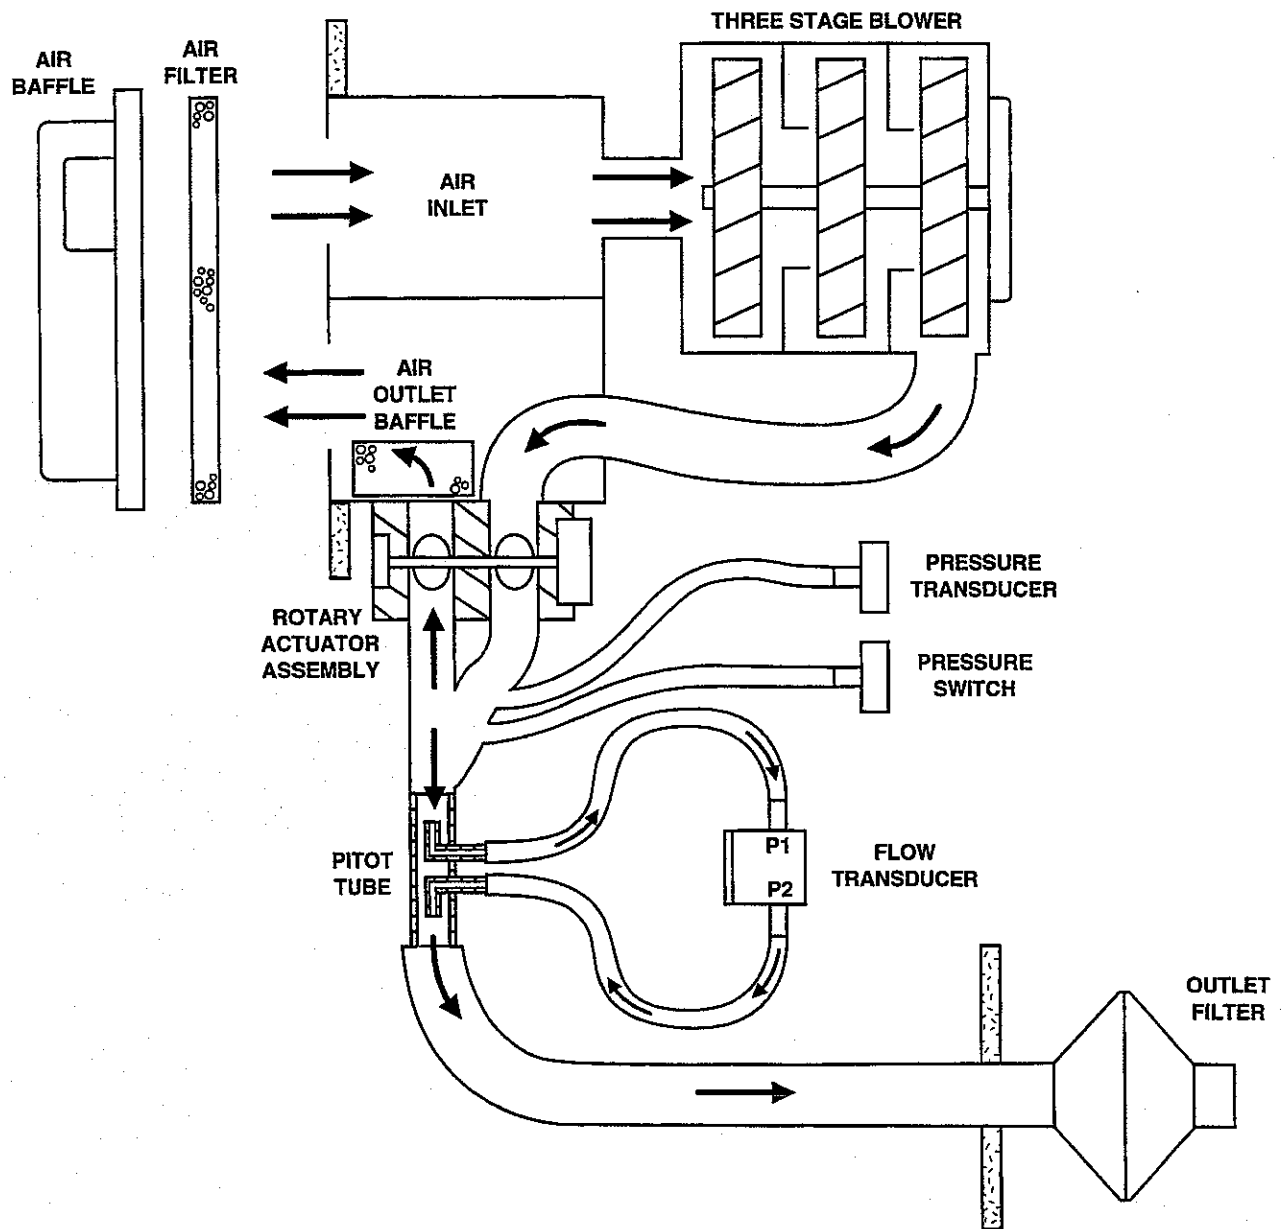 THREE STAGE BLOWER
AIR
BAFFLE
AIR
FILTER
AIR
INLET
AIR
OUTLET
BAFFLE
ROTARY
ACTUATOR
ASSEMBLY
PRESSURE
TRANSDUCER
PRESSURE
SWITCH
PITOT
TUBE
P1
P2
FLOW
TRANSDUCER
OUTLET
FILTER